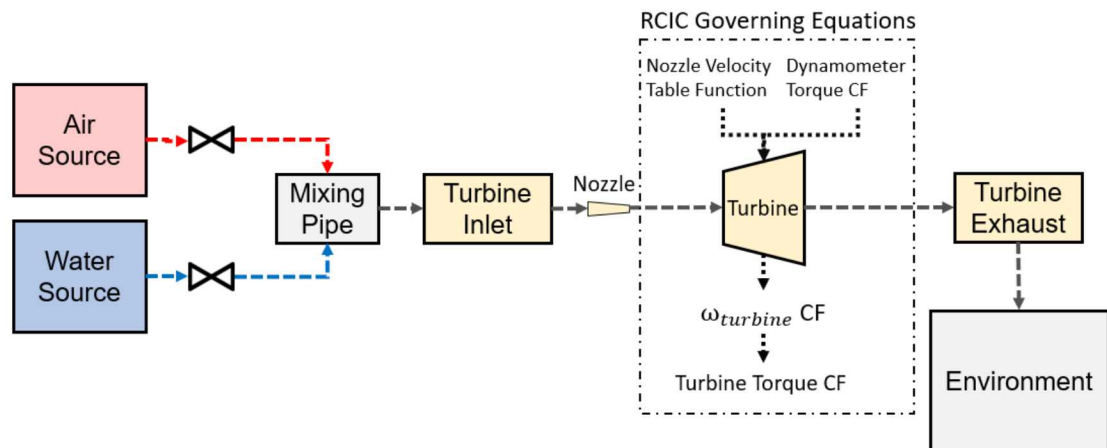 RCIC Governing Equations
Nozzle Velocity
Table Function
Dynamometer
Torque CF
Air
Source
Water
Source
Mixing
Pipe
Turbine
Inlet
Nozzle
Turbine
ω_turbine CF
Turbine Torque CF
Turbine
Exhaust
Environment